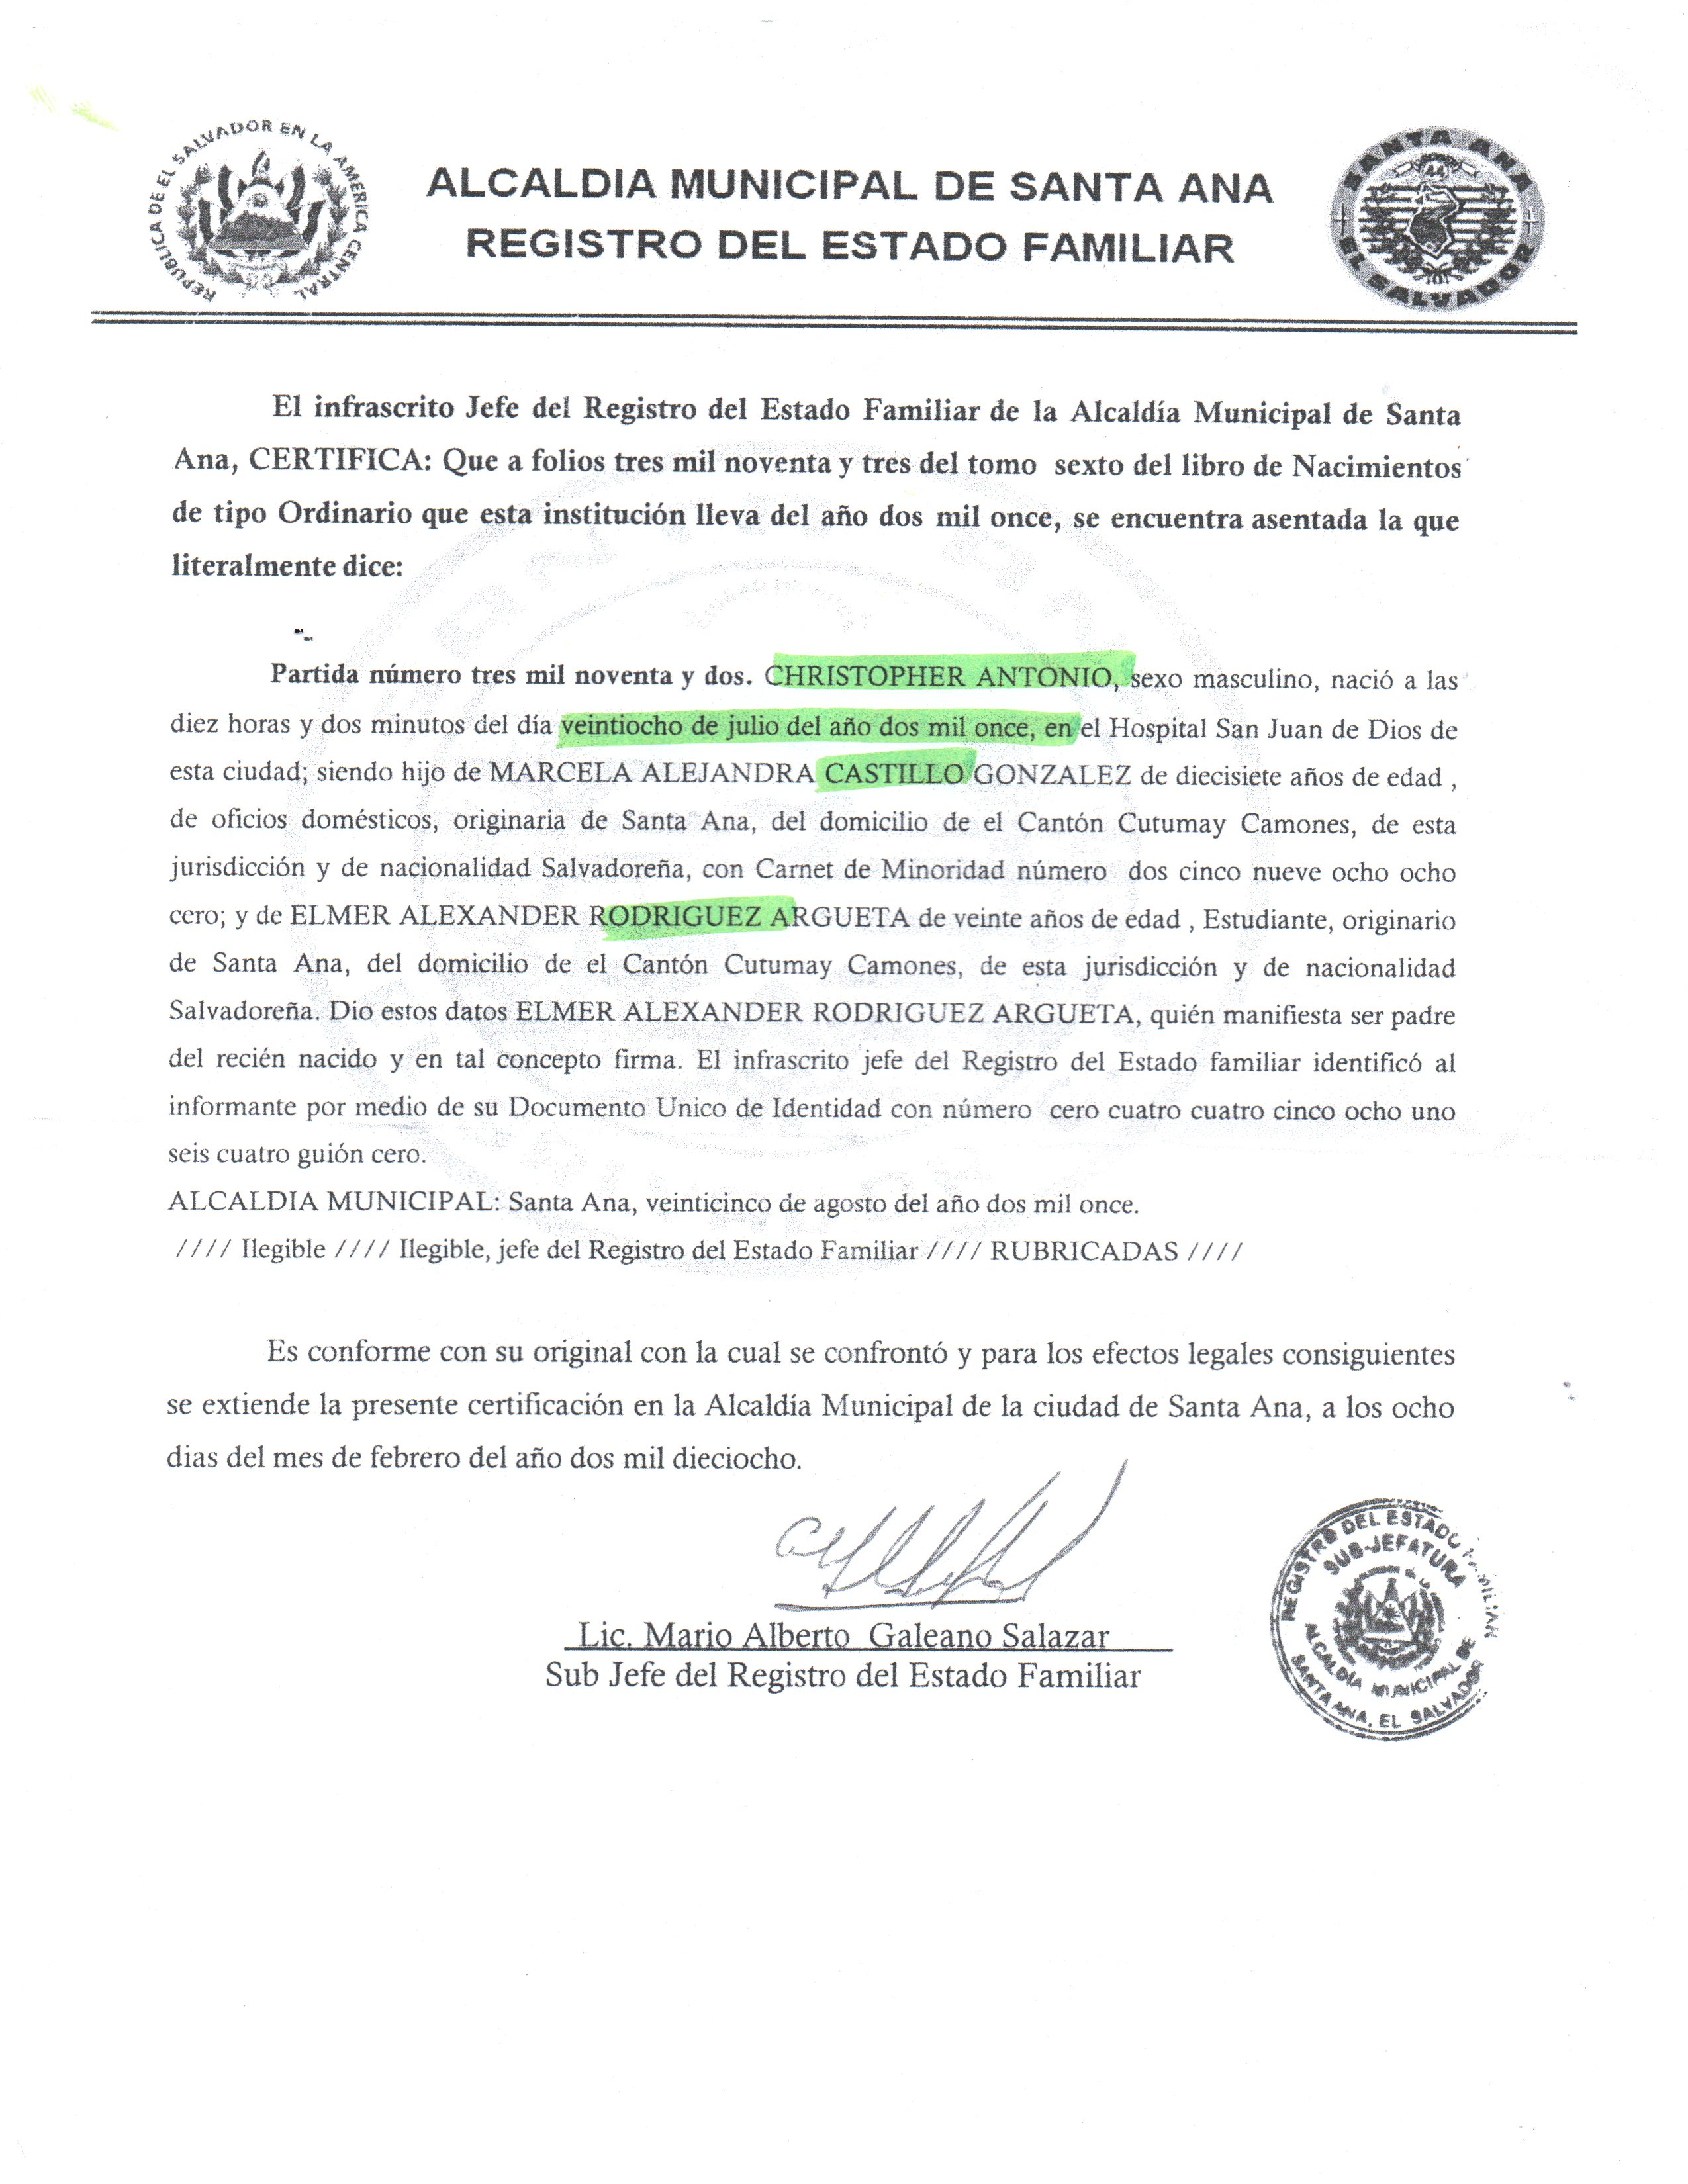 REPUBLICA DE EL SALVADOR EN LA AMERICA CENTRAL
ALCALDIA MUNICIPAL DE SANTA ANA
REGISTRO DEL ESTADO FAMILIAR
SANTA ANA
44
EL SALVADOR
El infrascrito Jefe del Registro del Estado Familiar de la Alcaldía Municipal de Santa
Ana, CERTIFICA: Que a folios tres mil noventa y tres del tomo sexto del libro de Nacimientos
de tipo Ordinario que esta institución lleva del año dos mil once, se encuentra asentada la que
literalmente dice:
Partida número tres mil noventa y dos. CHRISTOPHER ANTONIO, sexo masculino, nació a las
diez horas y dos minutos del día veintiocho de julio del año dos mil once, en el Hospital San Juan de Dios de
esta ciudad; siendo hijo de MARCELA ALEJANDRA CASTILLO GONZALEZ de diecisiete años de edad ,
de oficios domésticos, originaria de Santa Ana, del domicilio de el Cantón Cutumay Camones, de esta
jurisdicción y de nacionalidad Salvadoreña, con Carnet de Minoridad número dos cinco nueve ocho ocho
cero; y de ELMER ALEXANDER RODRIGUEZ ARGUETA de veinte años de edad , Estudiante, originario
de Santa Ana, del domicilio de el Cantón Cutumay Camones, de esta jurisdicción y de nacionalidad
Salvadoreña. Dio estos datos ELMER ALEXANDER RODRIGUEZ ARGUETA, quién manifiesta ser padre
del recién nacido y en tal concepto firma. El infrascrito jefe del Registro del Estado familiar identificó al
informante por medio de su Documento Unico de Identidad con número cero cuatro cuatro cinco ocho uno
seis cuatro guión cero.
ALCALDIA MUNICIPAL: Santa Ana, veinticinco de agosto del año dos mil once.
//// Ilegible //// Ilegible, jefe del Registro del Estado Familiar //// RUBRICADAS ////
Es conforme con su original con la cual se confrontó y para los efectos legales consiguientes
se extiende la presente certificación en la Alcaldía Municipal de la ciudad de Santa Ana, a los ocho
dias del mes de febrero del año dos mil dieciocho.
Lic. Mario Alberto Galeano Salazar
Sub Jefe del Registro del Estado Familiar
REGISTRO DEL ESTADO FAMILIAR
SUB-JEFATURA
ALCALDIA MUNICIPAL DE
SANTA ANA, EL SALVADOR